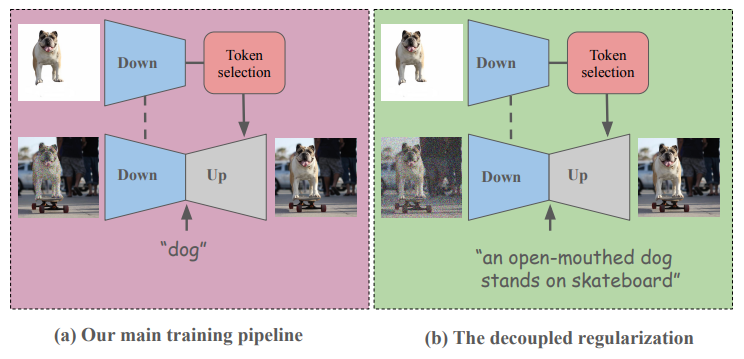 Down
Token
selection
Down
Up
“dog”
(a) Our main training pipeline
Down
Token
selection
Down
Up
“an open-mouthed dog
stands on skateboard”
(b) The decoupled regularization